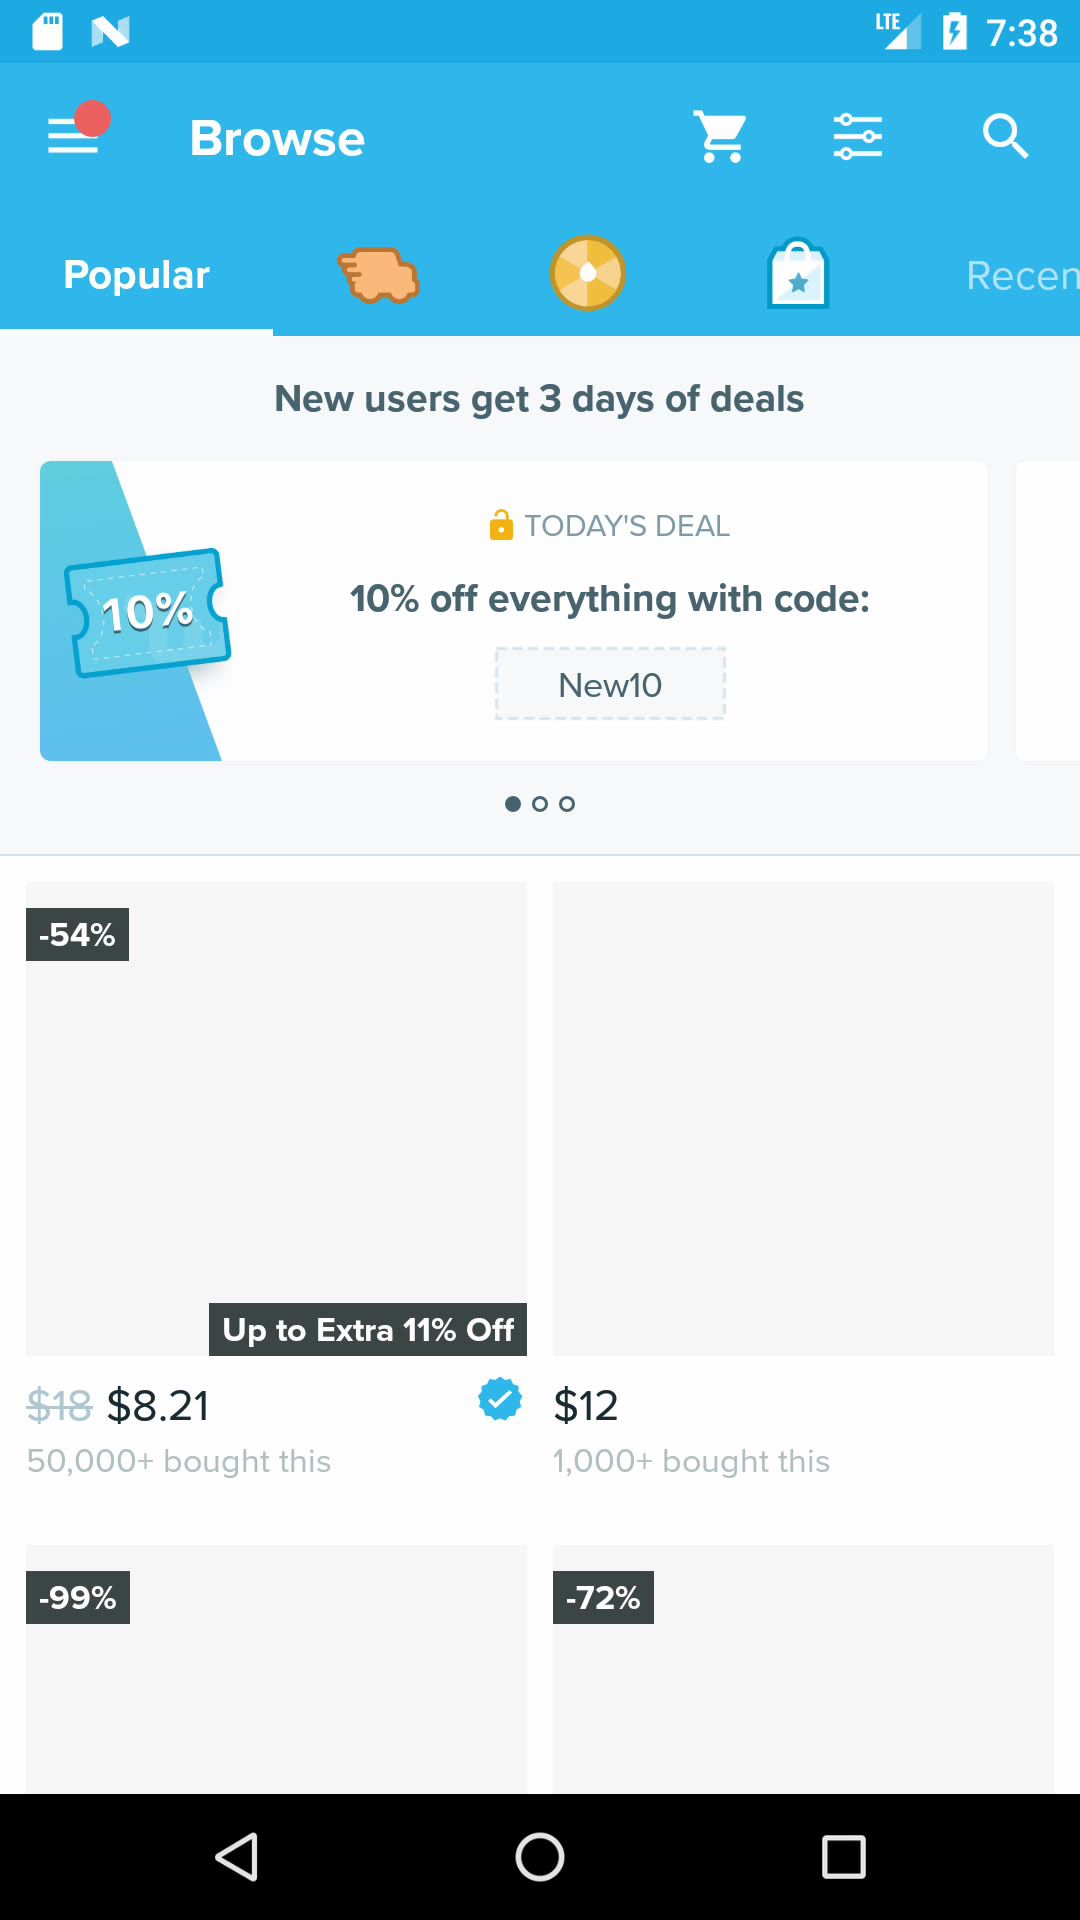 LTE 7:38
Browse
Popular
Recen
New users get 3 days of deals
TODAY'S DEAL
10% off everything with code:
10%
New10
-54%
Up to Extra 11% Off
$18 $8.21
50,000+ bought this
$12
1,000+ bought this
-99%
-72%